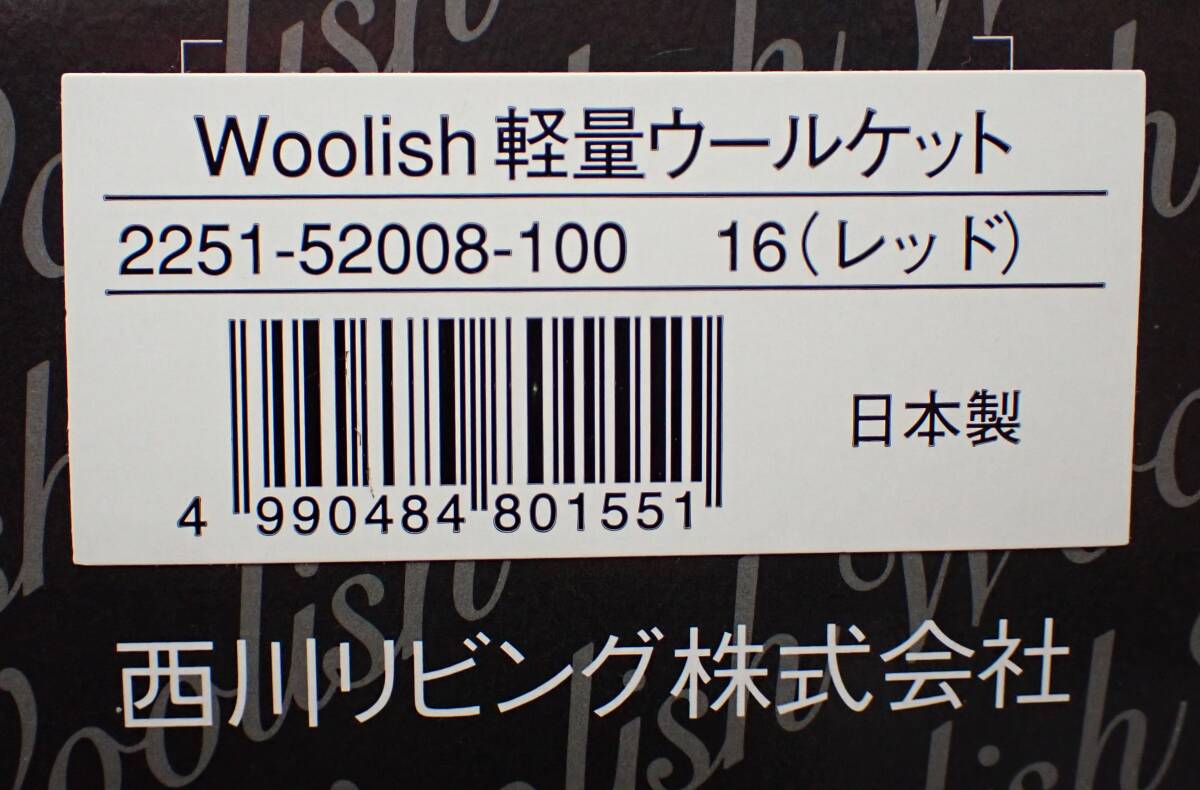 Woolish 軽量ウールケット
2251-52008-100 16(レッド)
日本製
4 990484 801551
西川リビング株式会社